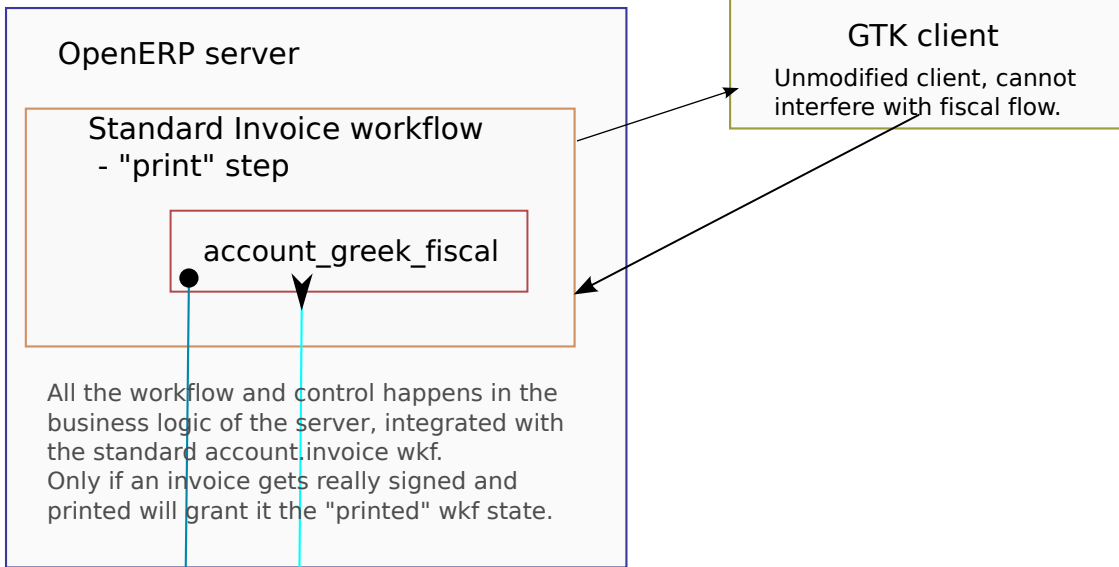 OpenERP server
Standard Invoice workflow
- "print" step
account_greek_fiscal
All the workflow and control happens in the
business logic of the server, integrated with
the standard account.invoice wkf.
Only if an invoice gets really signed and
printed will grant it the "printed" wkf state.
GTK client
Unmodified client, cannot
interfere with fiscal flow.